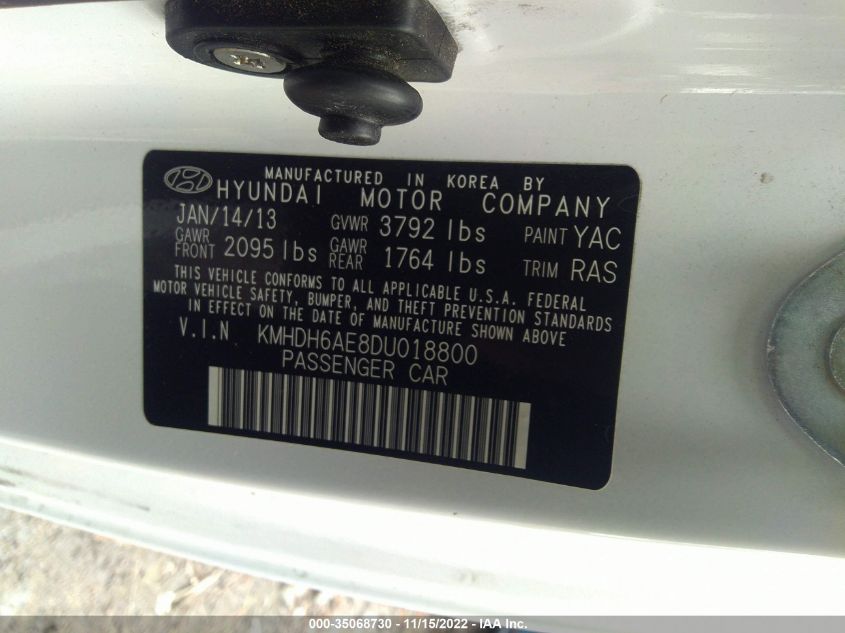 MANUFACTURED IN KOREA BY
HYUNDAI MOTOR COMPANY
JAN/14/13 GVWR 3792 lbs PAINT YAC
GAWR FRONT 2095 lbs GAWR REAR 1764 lbs TRIM RAS
THIS VEHICLE CONFORMS TO ALL APPLICABLE U.S.A. FEDERAL
MOTOR VEHICLE SAFETY, BUMPER, AND THEFT PREVENTION STANDARDS
IN EFFECT ON THE DATE OF MANUFACTURE SHOWN ABOVE
V.I.N KMHDH6AE8DU018800
PASSENGER CAR
000-35068730 - 11/15/2022 - IAA Inc.